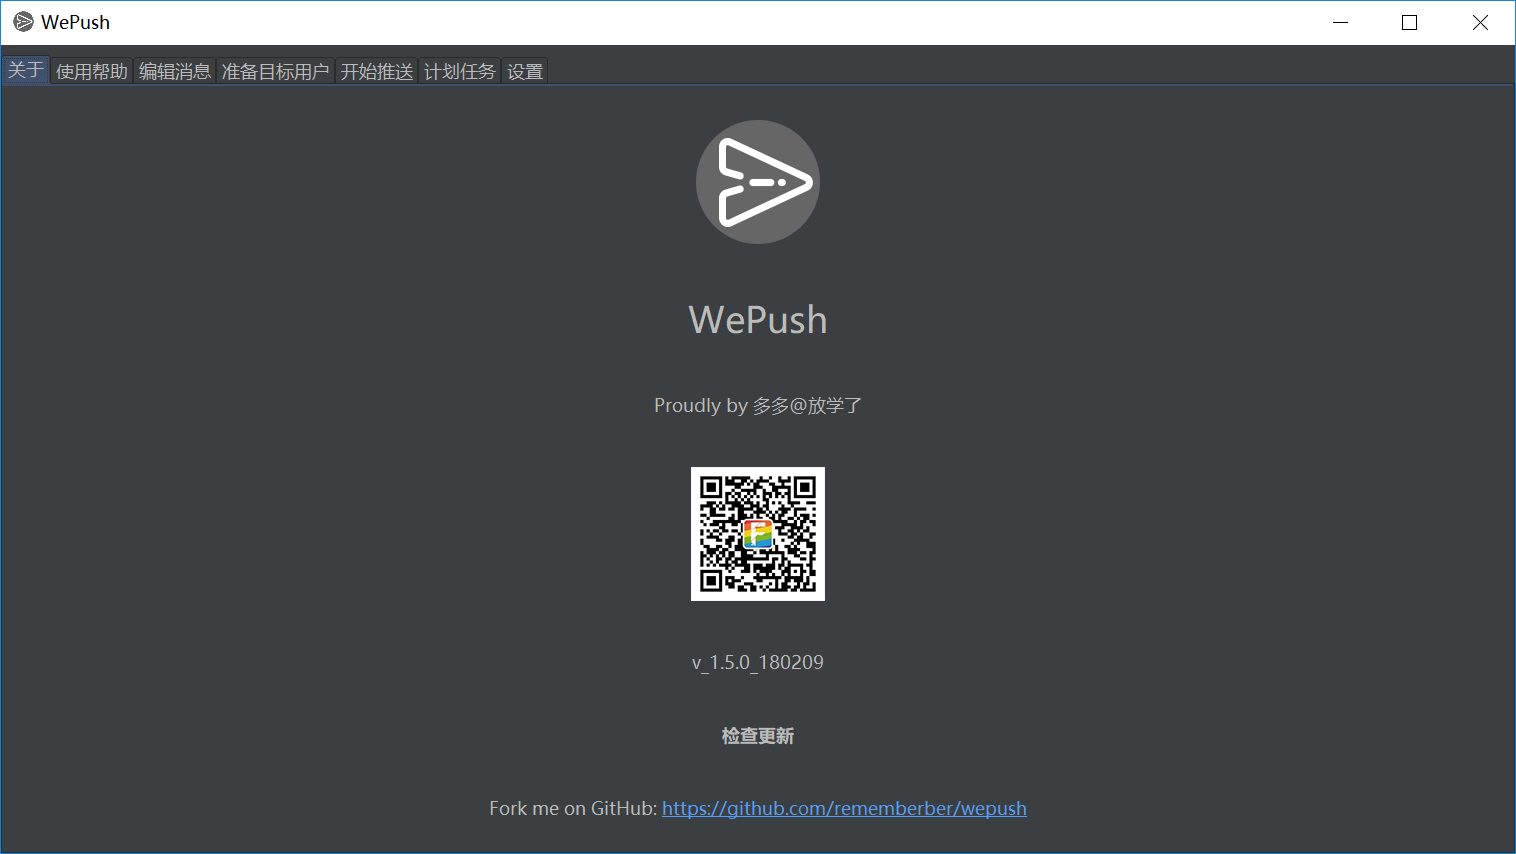 WePush
关于 使用帮助 编辑消息 准备目标用户 开始推送 计划任务 设置
WePush
Proudly by 多多@放学了
v_1.5.0_180209
检查更新
Fork me on GitHub: https://github.com/rememberber/wepush